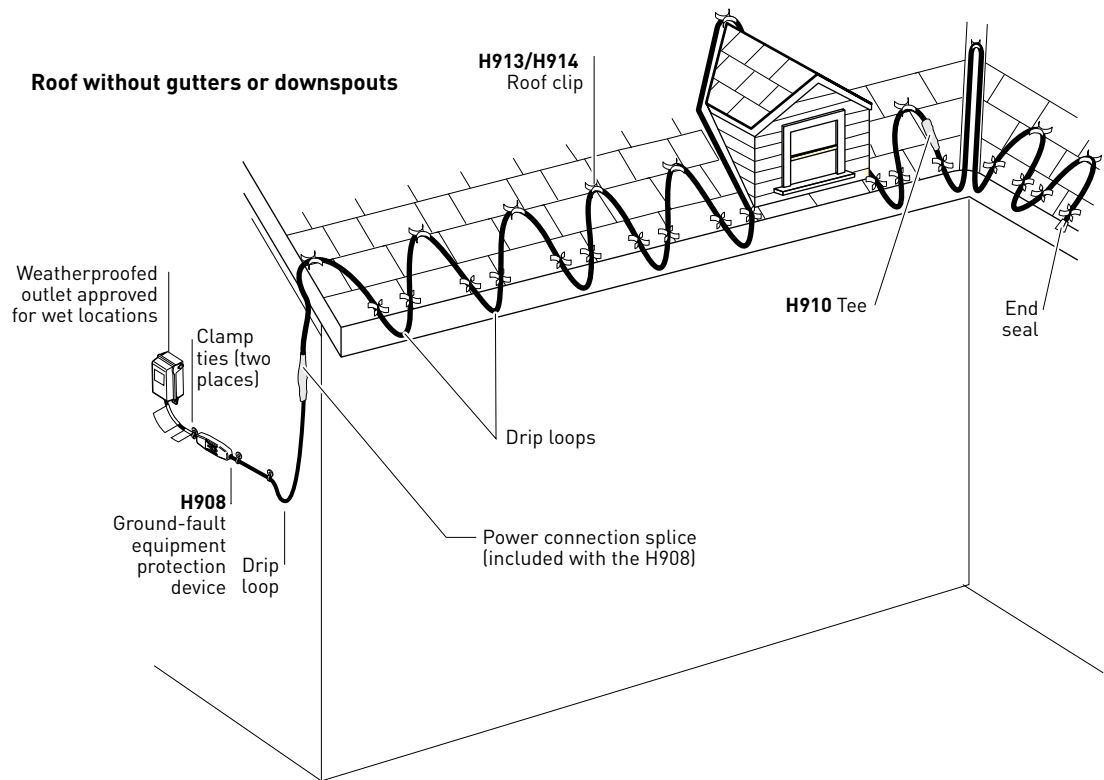 Roof without gutters or downspouts
H913/H914
Roof clip
Weatherproofed
outlet approved
for wet locations
Clamp
ties (two
places)
H910 Tee
End
seal
Drip loops
H908
Ground-fault
equipment
protection
device
Drip
loop
Power connection splice
(included with the H908)